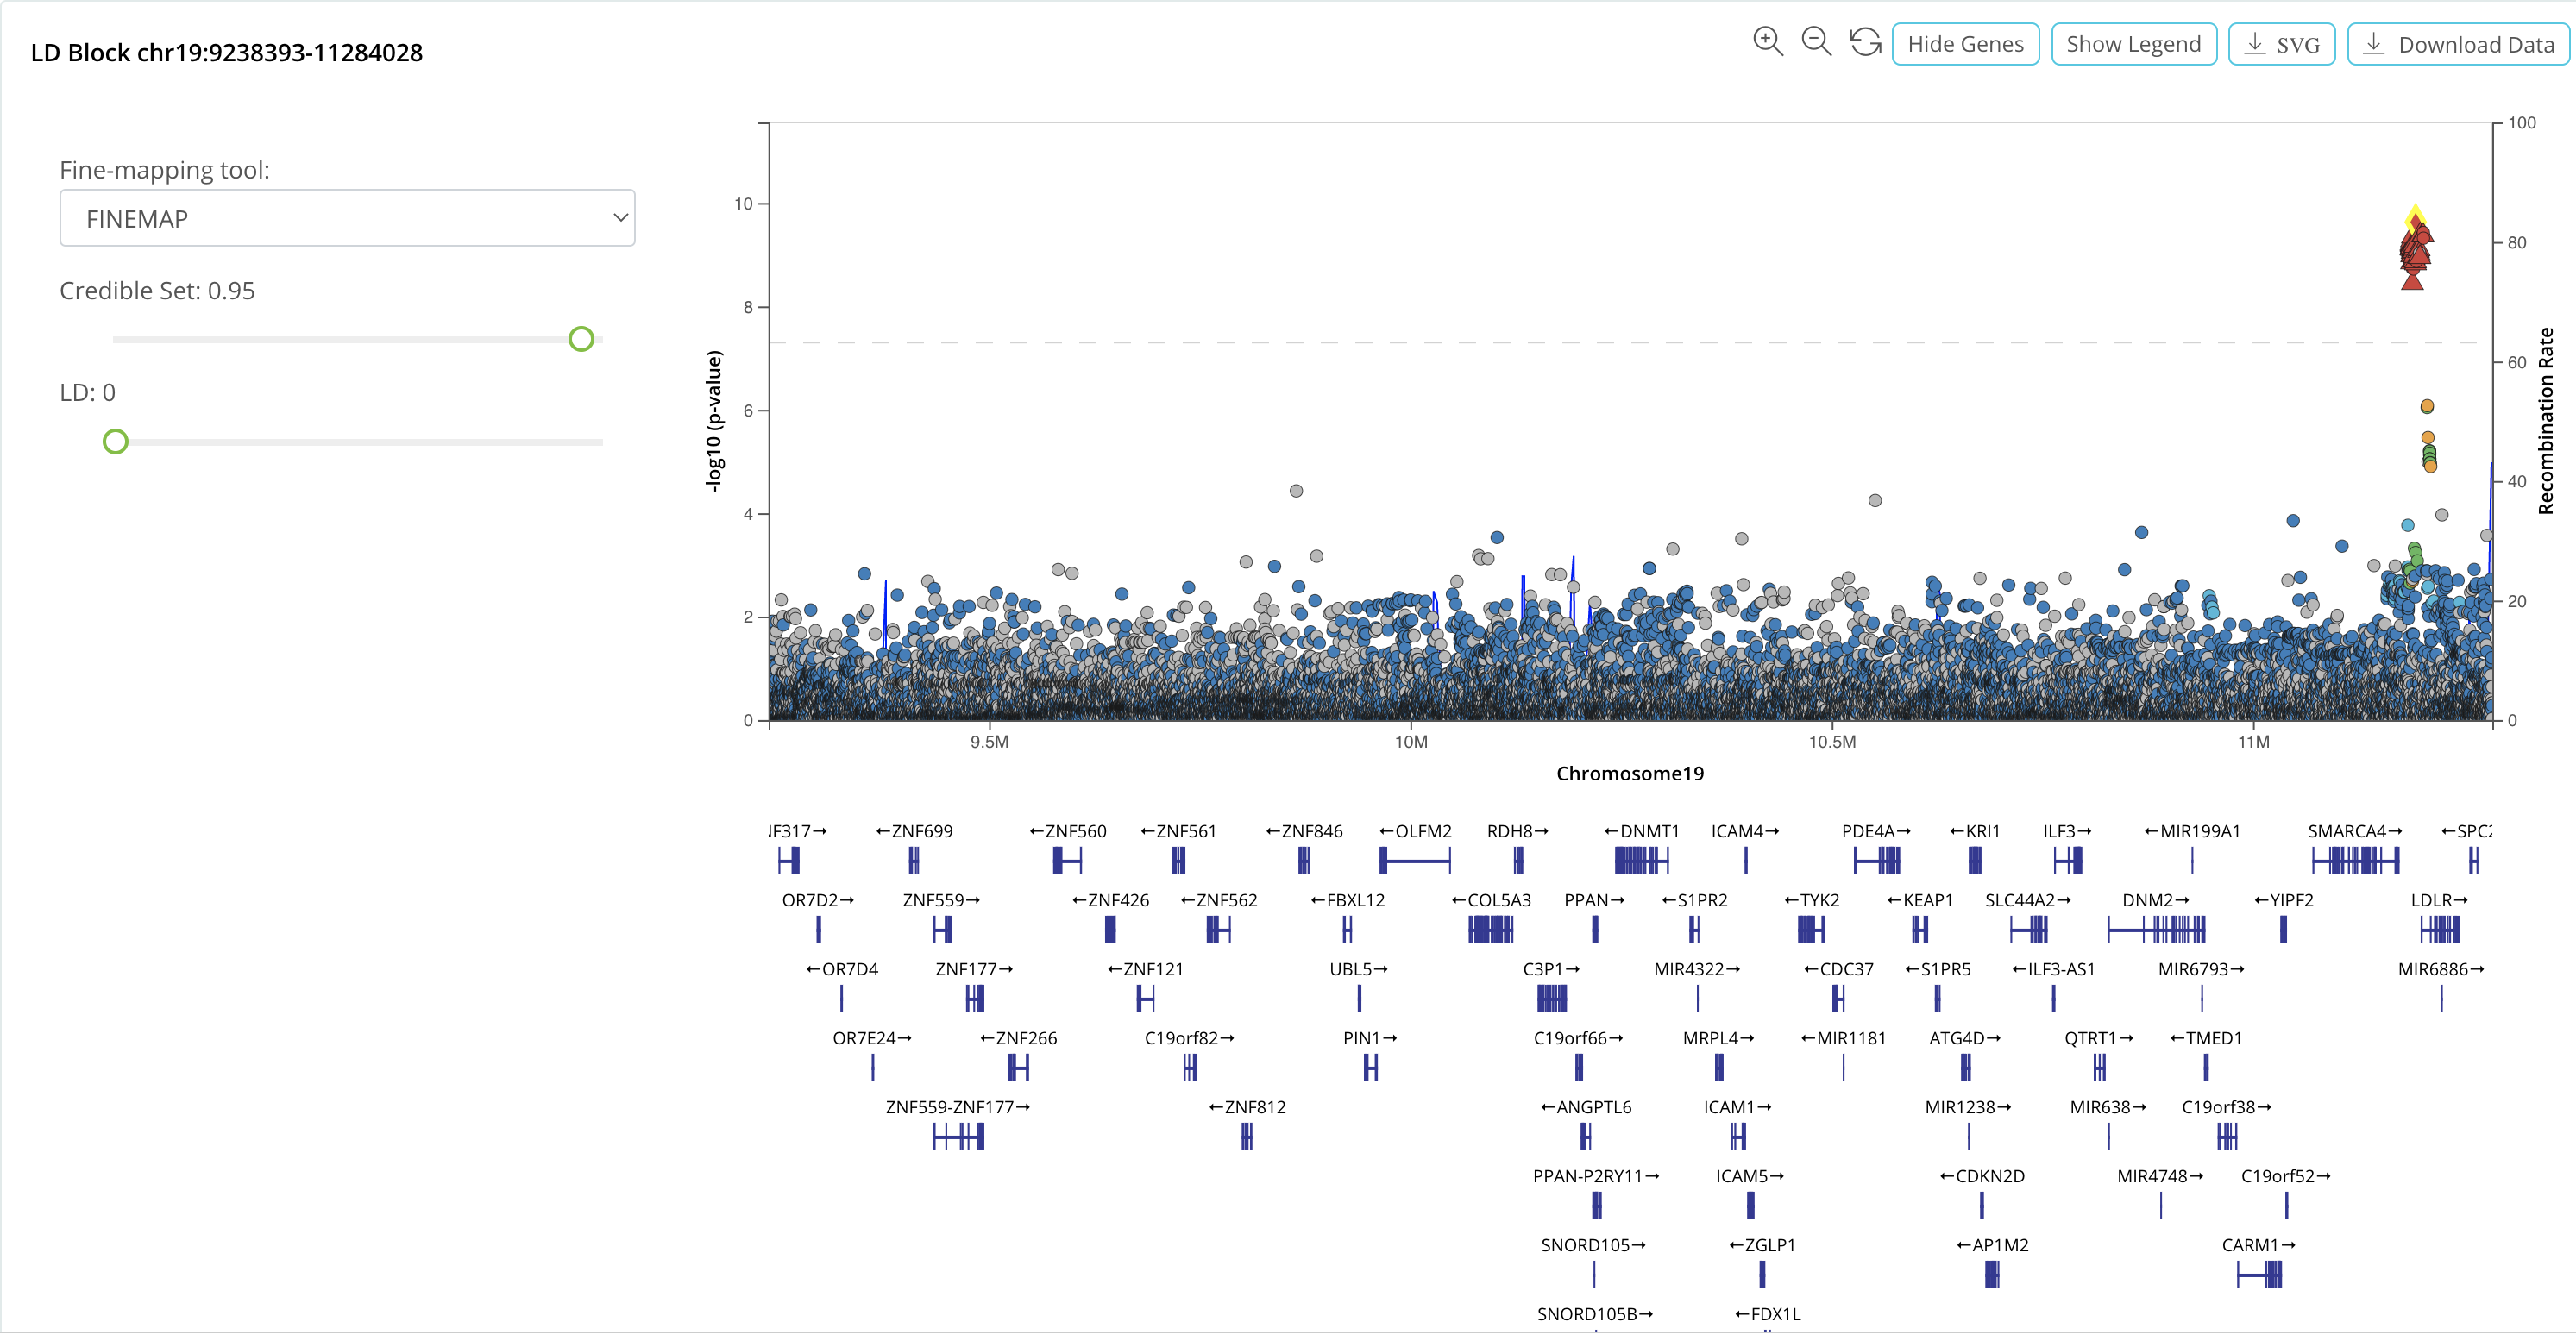 LD Block chr19:9238393-11284028
Hide Genes
Show Legend
SVG
Download Data
Fine-mapping tool:
FINEMAP
Credible Set: 0.95
LD: 0
-log10 (p-value)
10
8
6
4
2
0
Recombination Rate
100
80
60
40
20
0
9.5M 10M 10.5M 11M
Chromosome19
IF317→ ←ZNF699 ←ZNF560 ←ZNF561 ←ZNF846 ←OLFM2 RDH8→ ←DNMT1 ICAM4→ PDE4A→ ←KRI1 ILF3→ ←MIR199A1 SMARCA4→ ←SPC2
OR7D2→ ZNF559→ ←ZNF426 ←ZNF562 ←FBXL12 ←COL5A3 PPAN→ ←S1PR2 ←TYK2 ←KEAP1 SLC44A2→ DNM2→ ←YIPF2 LDLR→
←OR7D4 ZNF177→ ←ZNF121 UBL5→ C3P1→ MIR4322→ ←CDC37 ←S1PR5 ←ILF3-AS1 MIR6793→ MIR6886→
OR7E24→ ←ZNF266 C19orf82→ PIN1→ C19orf66→ MRPL4→ ←MIR1181 ATG4D→ QTRT1→ ←TMED1
ZNF559-ZNF177→ ←ZNF812 ←ANGPTL6 ICAM1→ MIR1238→ MIR638→ C19orf38→
PPAN-P2RY11→ ICAM5→ ←CDKN2D MIR4748→ C19orf52→
SNORD105→ ←ZGLP1 ←AP1M2 CARM1→
SNORD105B→ ←FDX1L